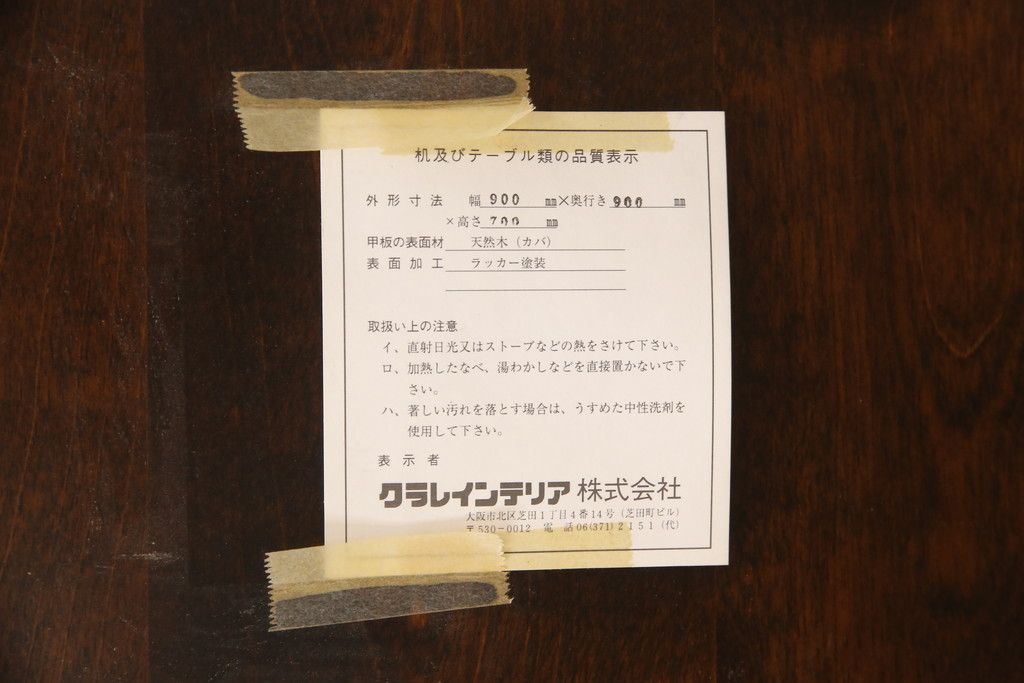 机及びテーブル類の品質表示
外形寸法 幅 900 ㎜×奥行き 900 ㎜
×高さ 700 ㎜
甲板の表面材 天然木（カバ）
表面加工 ラッカー塗装
取扱い上の注意
イ、直射日光又はストーブなどの熱をさけて下さい。
ロ、加熱したなべ、湯わかしなどを直接置かないで下
さい。
ハ、著しい汚れを落とす場合は、うすめた中性洗剤を
使用して下さい。
表示者
クラレインテリア株式会社
大阪市北区芝田1丁目4番14号（芝田町ビル）
〒530-0012 電話06(371)2151（代）